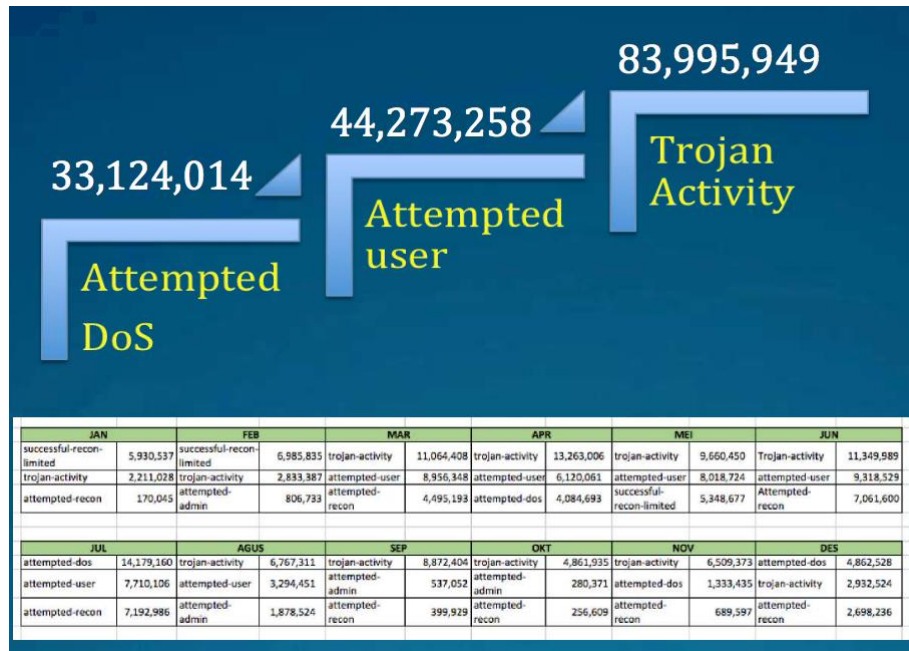 83,995,949
44,273,258
33,124,014
Trojan
Activity
Attempted
user
Attempted
DoS
JAN FEB MAR APR MEI JUN
successful-recon-limited 5,930,537 successful-recon-limited 6,985,835 trojan-activity 11,064,408 trojan-activity 13,263,006 trojan-activity 9,660,450 Trojan-activity 11,349,989
trojan-activity 2,211,028 trojan-activity 2,833,387 attempted-user 8,956,348 attempted-user 6,120,061 attempted-user 8,018,724 attempted-user 9,318,529
attempted-recon 170,045 attempted-admin 806,733 attempted-recon 4,495,193 attempted-dos 4,084,693 successful-recon-limited 5,348,677 Attempted-recon 7,061,600
JUL AGUS SEP OKT NOV DES
attempted-dos 14,179,160 trojan-activity 6,767,311 trojan-activity 8,872,404 trojan-activity 4,861,935 trojan-activity 6,509,373 attempted-dos 4,862,528
attempted-user 7,710,106 attempted-user 3,294,451 attempted-admin 537,052 attempted-admin 280,371 attempted-dos 1,333,435 trojan-activity 2,932,524
attempted-recon 7,192,986 attempted-admin 1,878,524 attempted-recon 399,929 attempted-recon 256,609 attempted-recon 689,597 attempted-recon 2,698,236